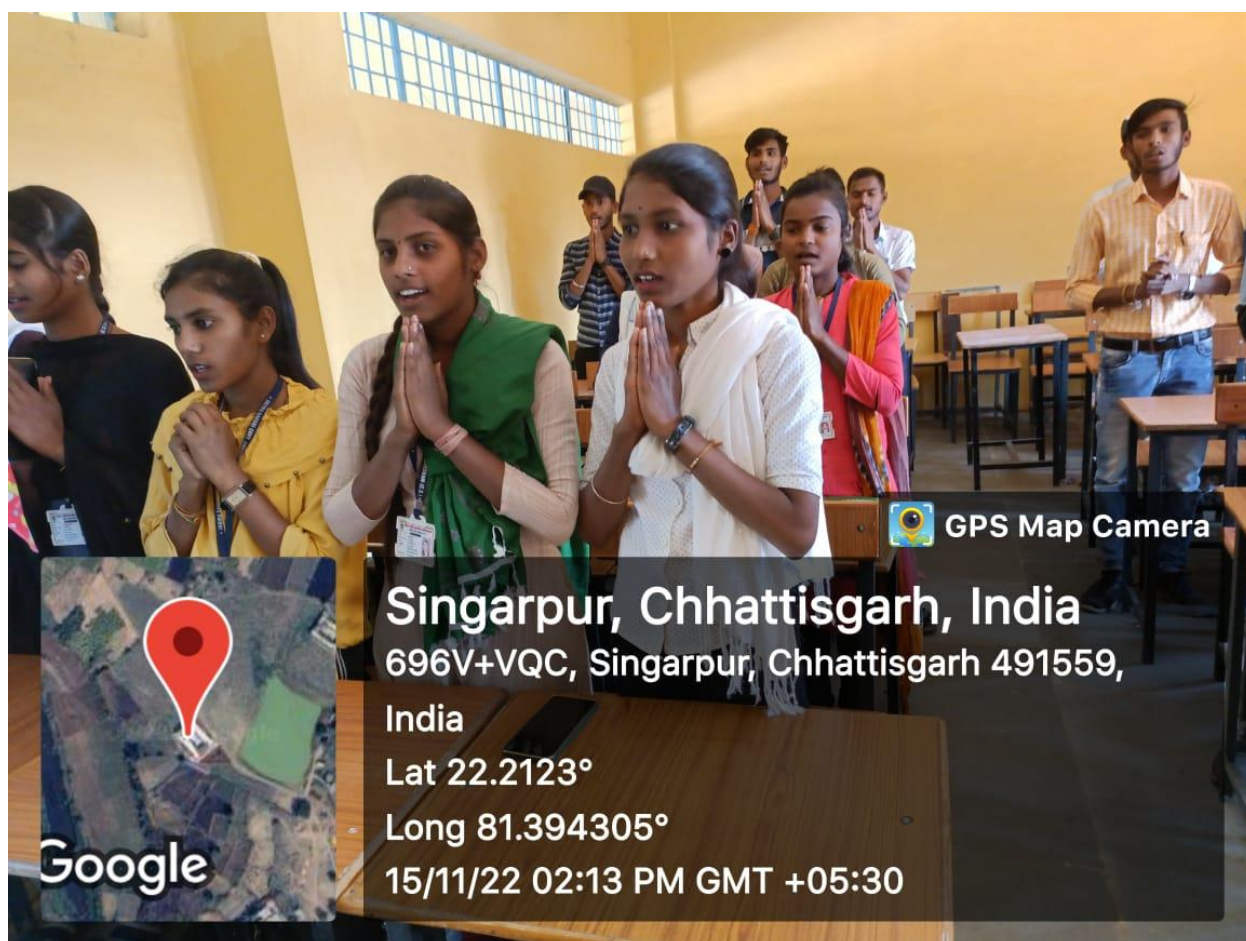 GPS Map Camera
Singarpur, Chhattisgarh, India
696V+VQC, Singarpur, Chhattisgarh 491559,
India
Lat 22.2123°
Long 81.394305°
15/11/22 02:13 PM GMT +05:30
Google